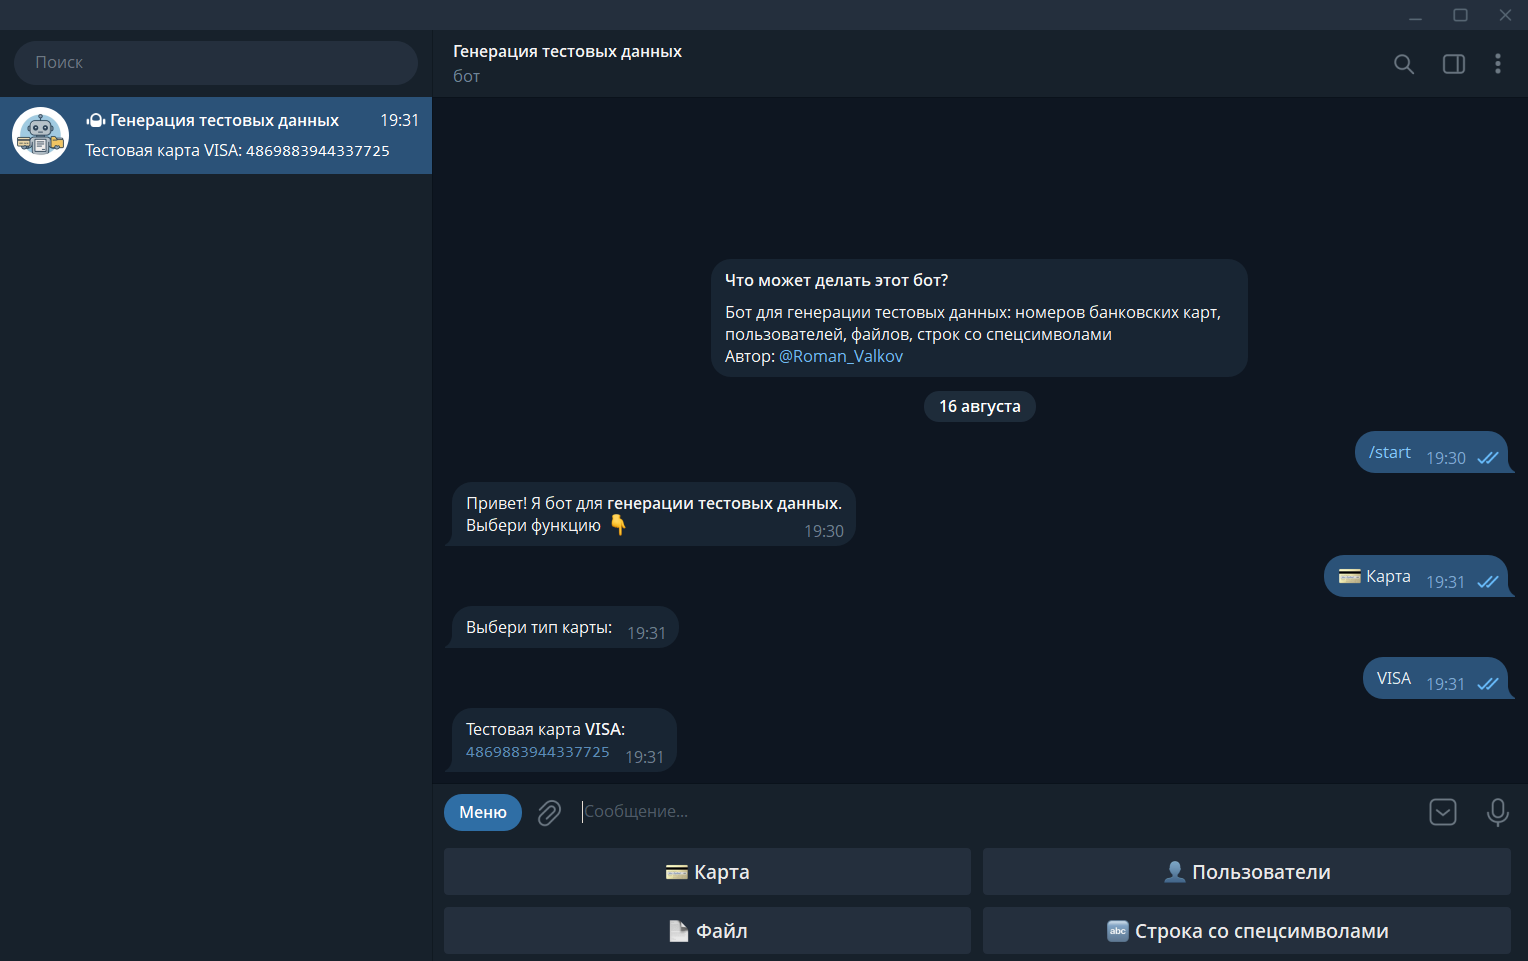 Поиск
Генерация тестовых данных 19:31
Тестовая карта VISA: 4869883944337725
Генерация тестовых данных
бот
Что может делать этот бот?
Бот для генерации тестовых данных: номеров банковских карт,
пользователей, файлов, строк со спецсимволами
Автор: @Roman_Valkov
16 августа
/start 19:30
Привет! Я бот для генерации тестовых данных.
Выбери функцию 👇 19:30
💳 Карта 19:31
Выбери тип карты: 19:31
VISA 19:31
Тестовая карта VISA:
4869883944337725 19:31
Меню
Сообщение...
💳 Карта
👤 Пользователи
📄 Файл
🔤 Строка со спецсимволами